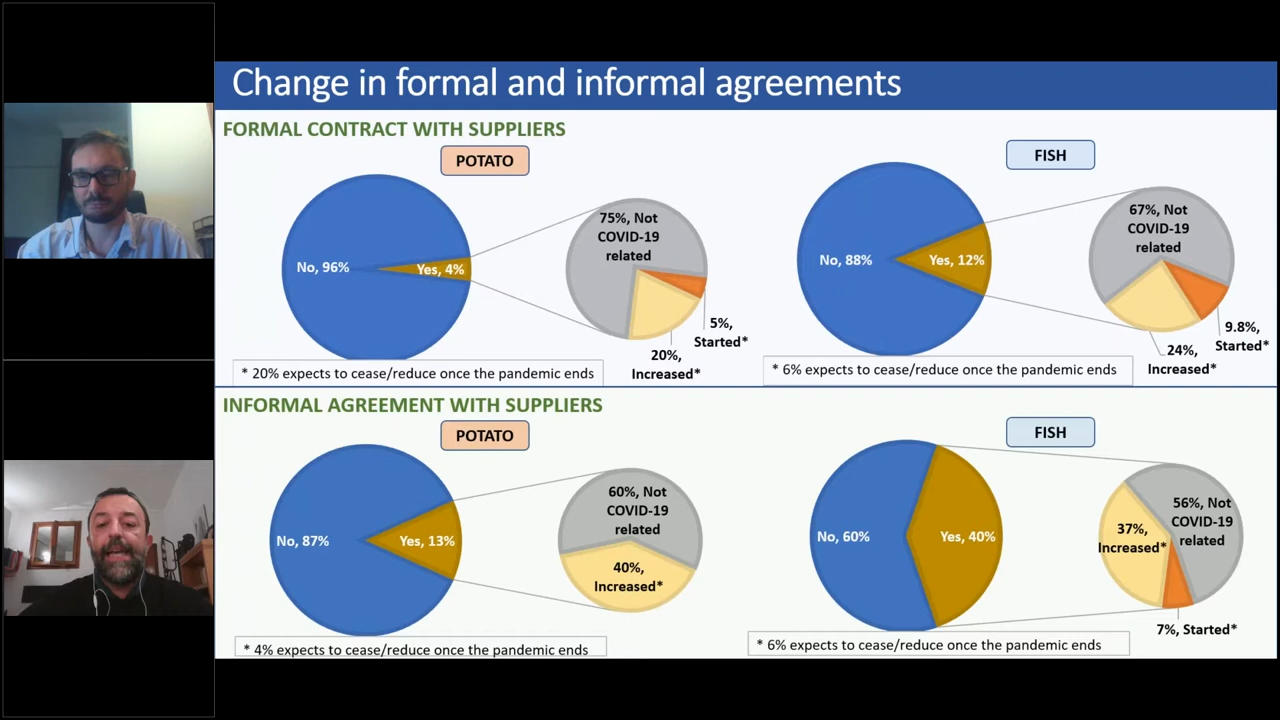 Change in formal and informal agreements
FORMAL CONTRACT WITH SUPPLIERS
POTATO
No, 96%
Yes, 4%
75%, Not
COVID-19
related
5%,
Started*
20%,
Increased*
* 20% expects to cease/reduce once the pandemic ends
FISH
No, 88%
Yes, 12%
67%, Not
COVID-19
related
9.8%,
Started*
24%,
Increased*
* 6% expects to cease/reduce once the pandemic ends
INFORMAL AGREEMENT WITH SUPPLIERS
POTATO
No, 87%
Yes, 13%
60%, Not
COVID-19
related
40%,
Increased*
* 4% expects to cease/reduce once the pandemic ends
FISH
No, 60%
Yes, 40%
56%, Not
COVID-19
related
37%,
Increased*
7%, Started*
* 6% expects to cease/reduce once the pandemic ends